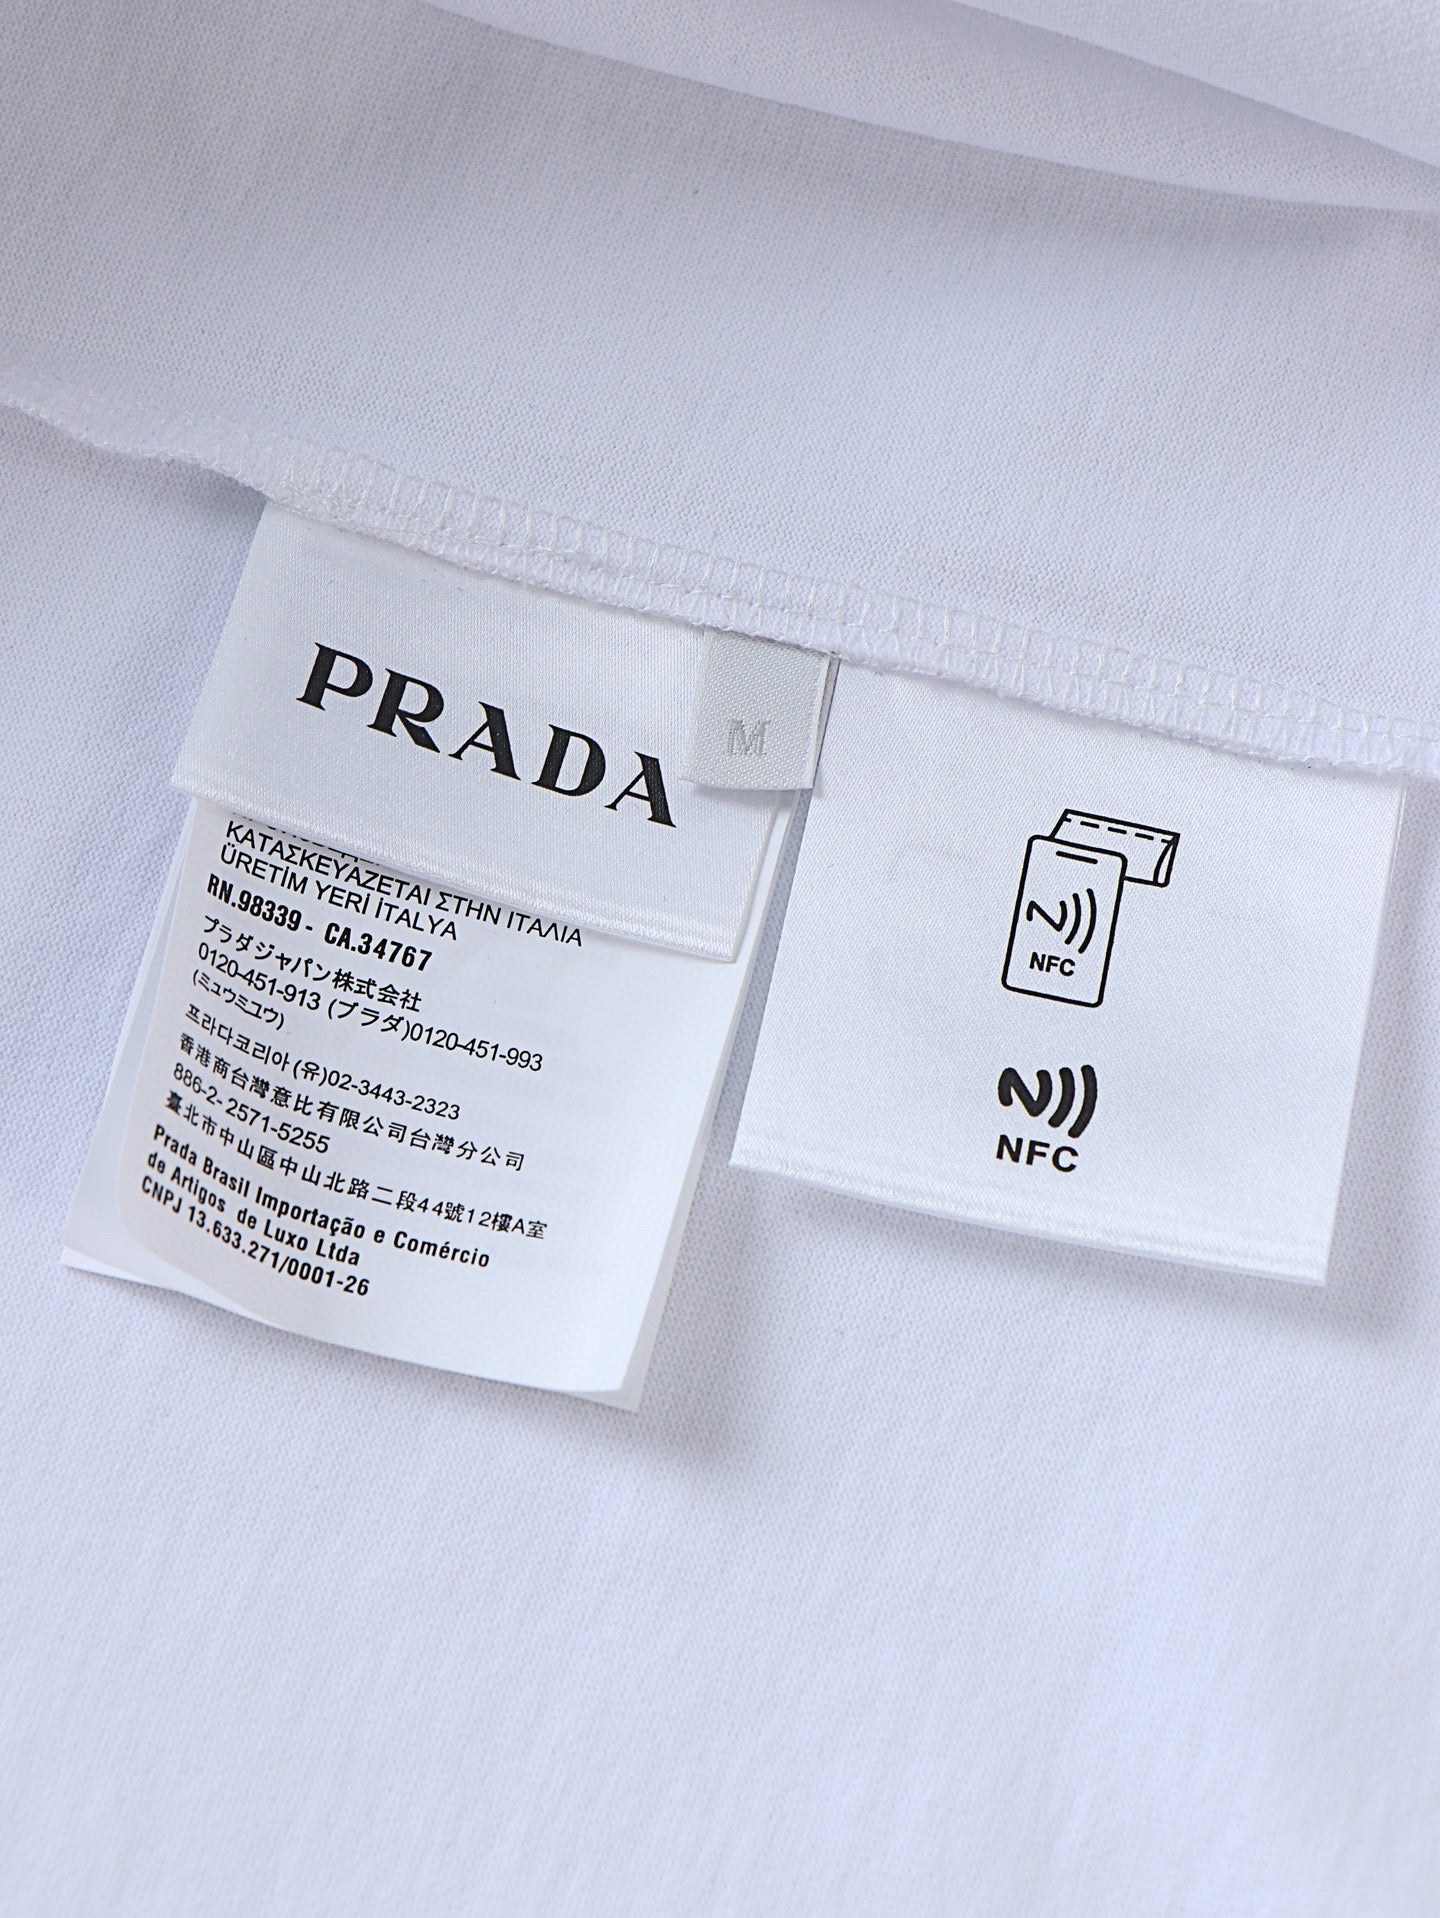 PRADA
M
ΚΑΤΑΣΚΕΥΑΖΕΤΑΙ ΣΤΗΝ ΙΤΑΛΙΑ
ÜRETİM YERİ İTALYA
RN.98339 - CA.34767
プラダジャパン株式会社
0120-451-913 (プラダ)0120-451-993
(ミュウミュウ)
프라다코리아 (유)02-3443-2323
香港商台灣意比有限公司台灣分公司
886-2- 2571-5255
臺北市中山區中山北路二段44號12樓A室
Prada Brasil Importação e Comércio
de Artigos de Luxo Ltda
CNPJ 13.633.271/0001-26
NFC
NFC